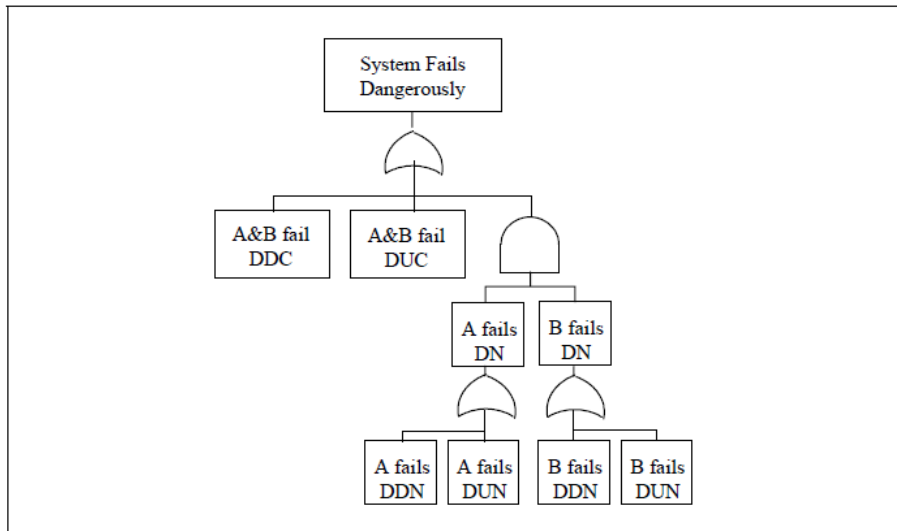 System Fails
Dangerously
A&B fail
DDC
A&B fail
DUC
A fails
DN
B fails
DN
A fails
DDN
A fails
DUN
B fails
DDN
B fails
DUN